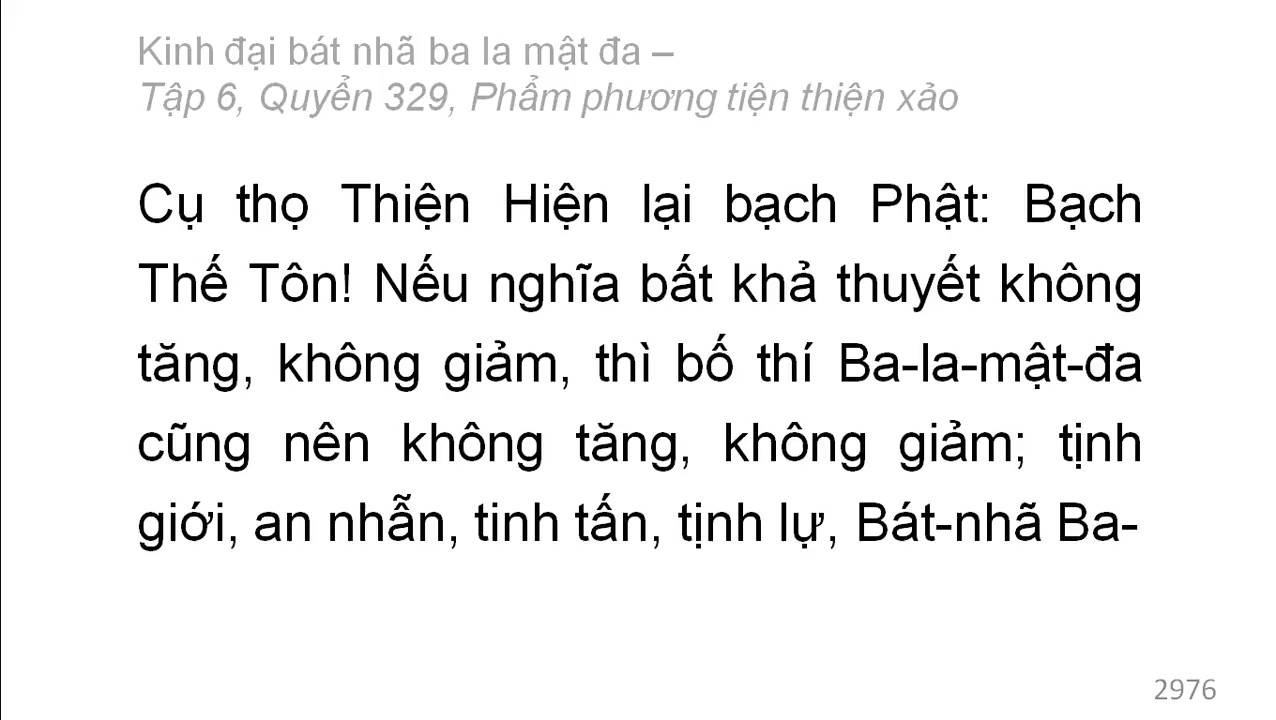 Kinh đại bát nhã ba la mật đa –
Tập 6, Quyển 329, Phẩm phương tiện thiện xảo
Cụ thọ Thiện Hiện lại bạch Phật: Bạch
Thế Tôn! Nếu nghĩa bất khả thuyết không
tăng, không giảm, thì bố thí Ba-la-mật-đa
cũng nên không tăng, không giảm; tịnh
giới, an nhẫn, tinh tấn, tịnh lự, Bát-nhã Ba-
2976